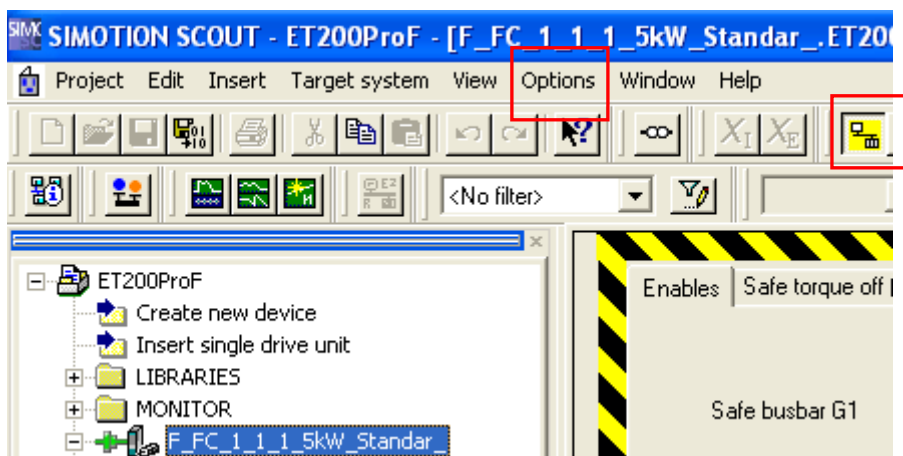 SIMOTION SCOUT - ET200ProF - [F_FC_1_1_1_5kW_Standar_.ET200
Project Edit Insert Target system View Options Window Help
<No filter>
ET200ProF
Enables Safe torque off
Create new device
Insert single drive unit
LIBRARIES
MONITOR
Safe busbar G1
F_FC_1_1_1_5kW_Standar_